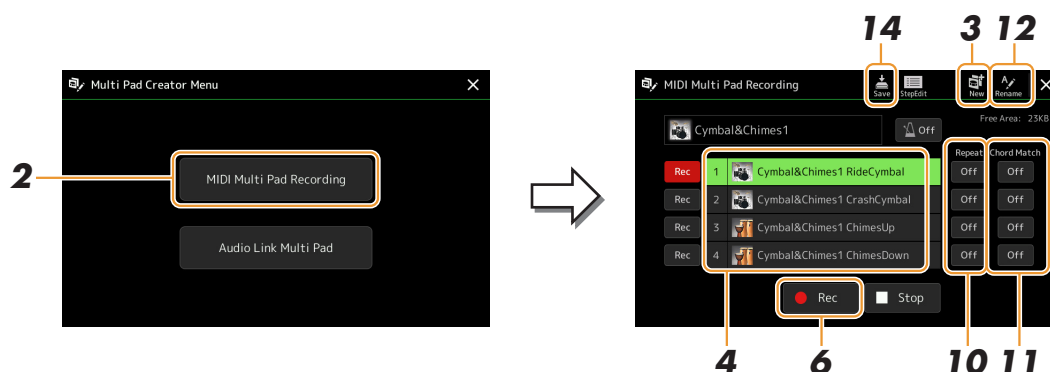 14 3 12
Multi Pad Creator Menu
MIDI Multi Pad Recording Save StepEdit New Rename
Free Area: 23KB
Cymbal&Chimes1 Off
Repeat Chord Match
2 MIDI Multi Pad Recording
Rec 1 Cymbal&Chimes1 RideCymbal Off Off
Rec 2 Cymbal&Chimes1 CrashCymbal Off Off
Rec 3 Cymbal&Chimes1 ChimesUp Off Off
Audio Link Multi Pad
Rec 4 Cymbal&Chimes1 ChimesDown Off Off
Rec Stop
4 6 10 11